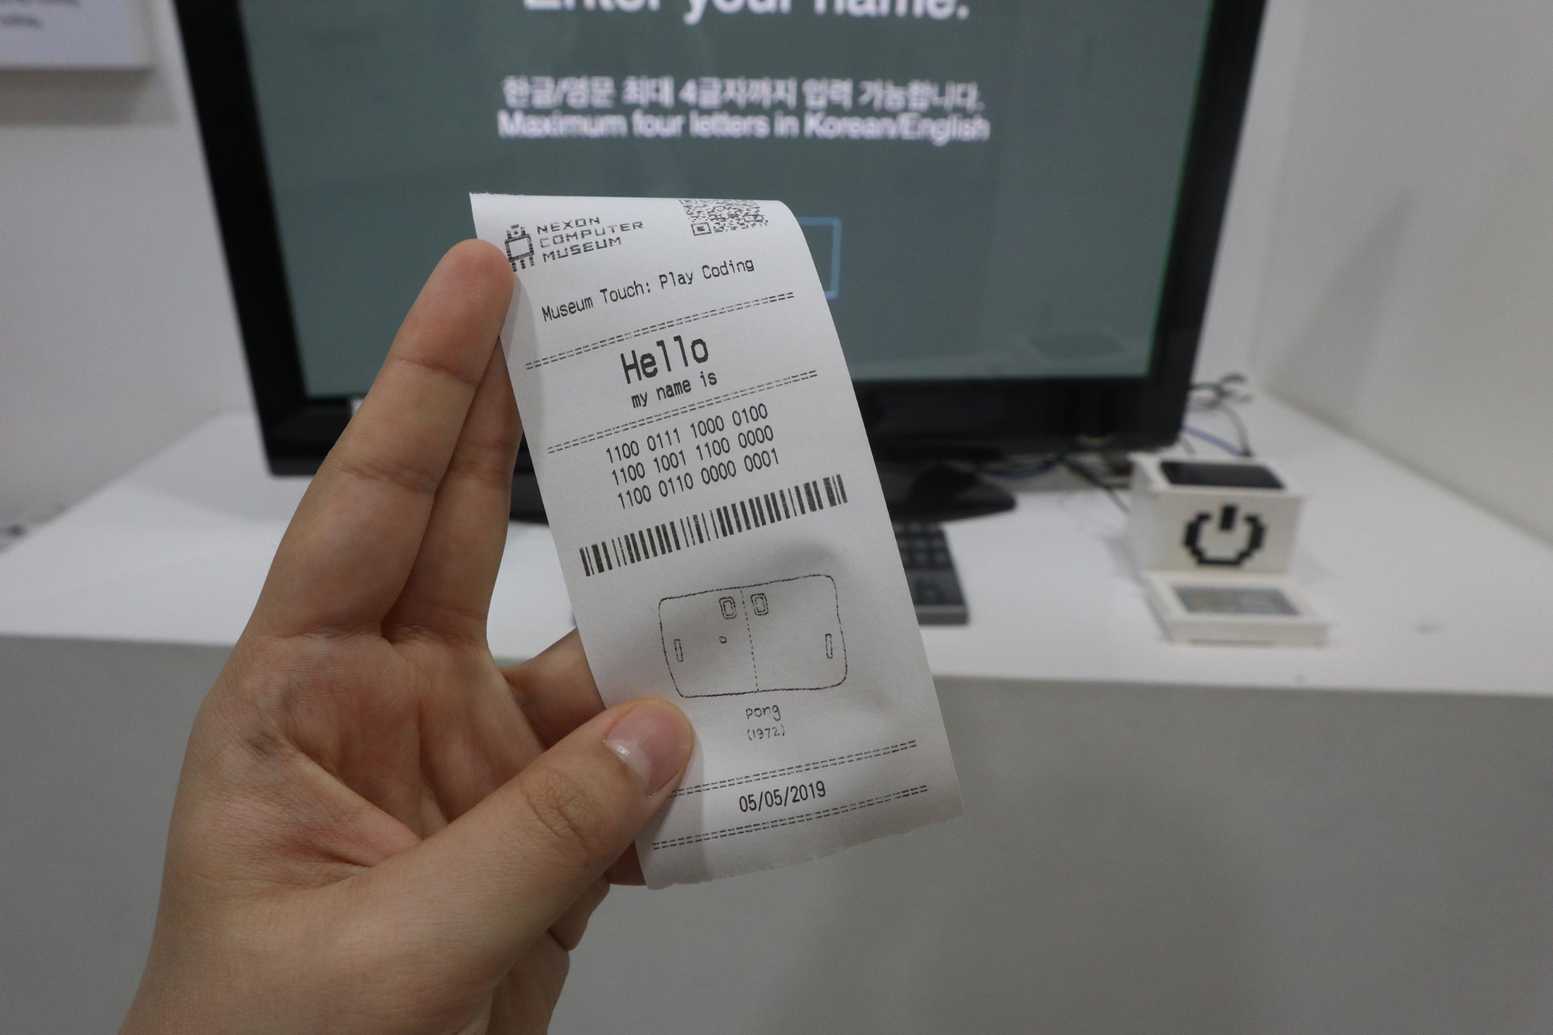 Enter your name.
한글/영문 최대 4글자까지 입력 가능합니다.
Maximum four letters in Korean/English
NEXON
COMPUTER
MUSEUM
Museum Touch: Play Coding
Hello
my name is
1100 0111 1000 0100
1100 1001 1100 0000
1100 0110 0000 0001
Pong
(1972)
05/05/2019